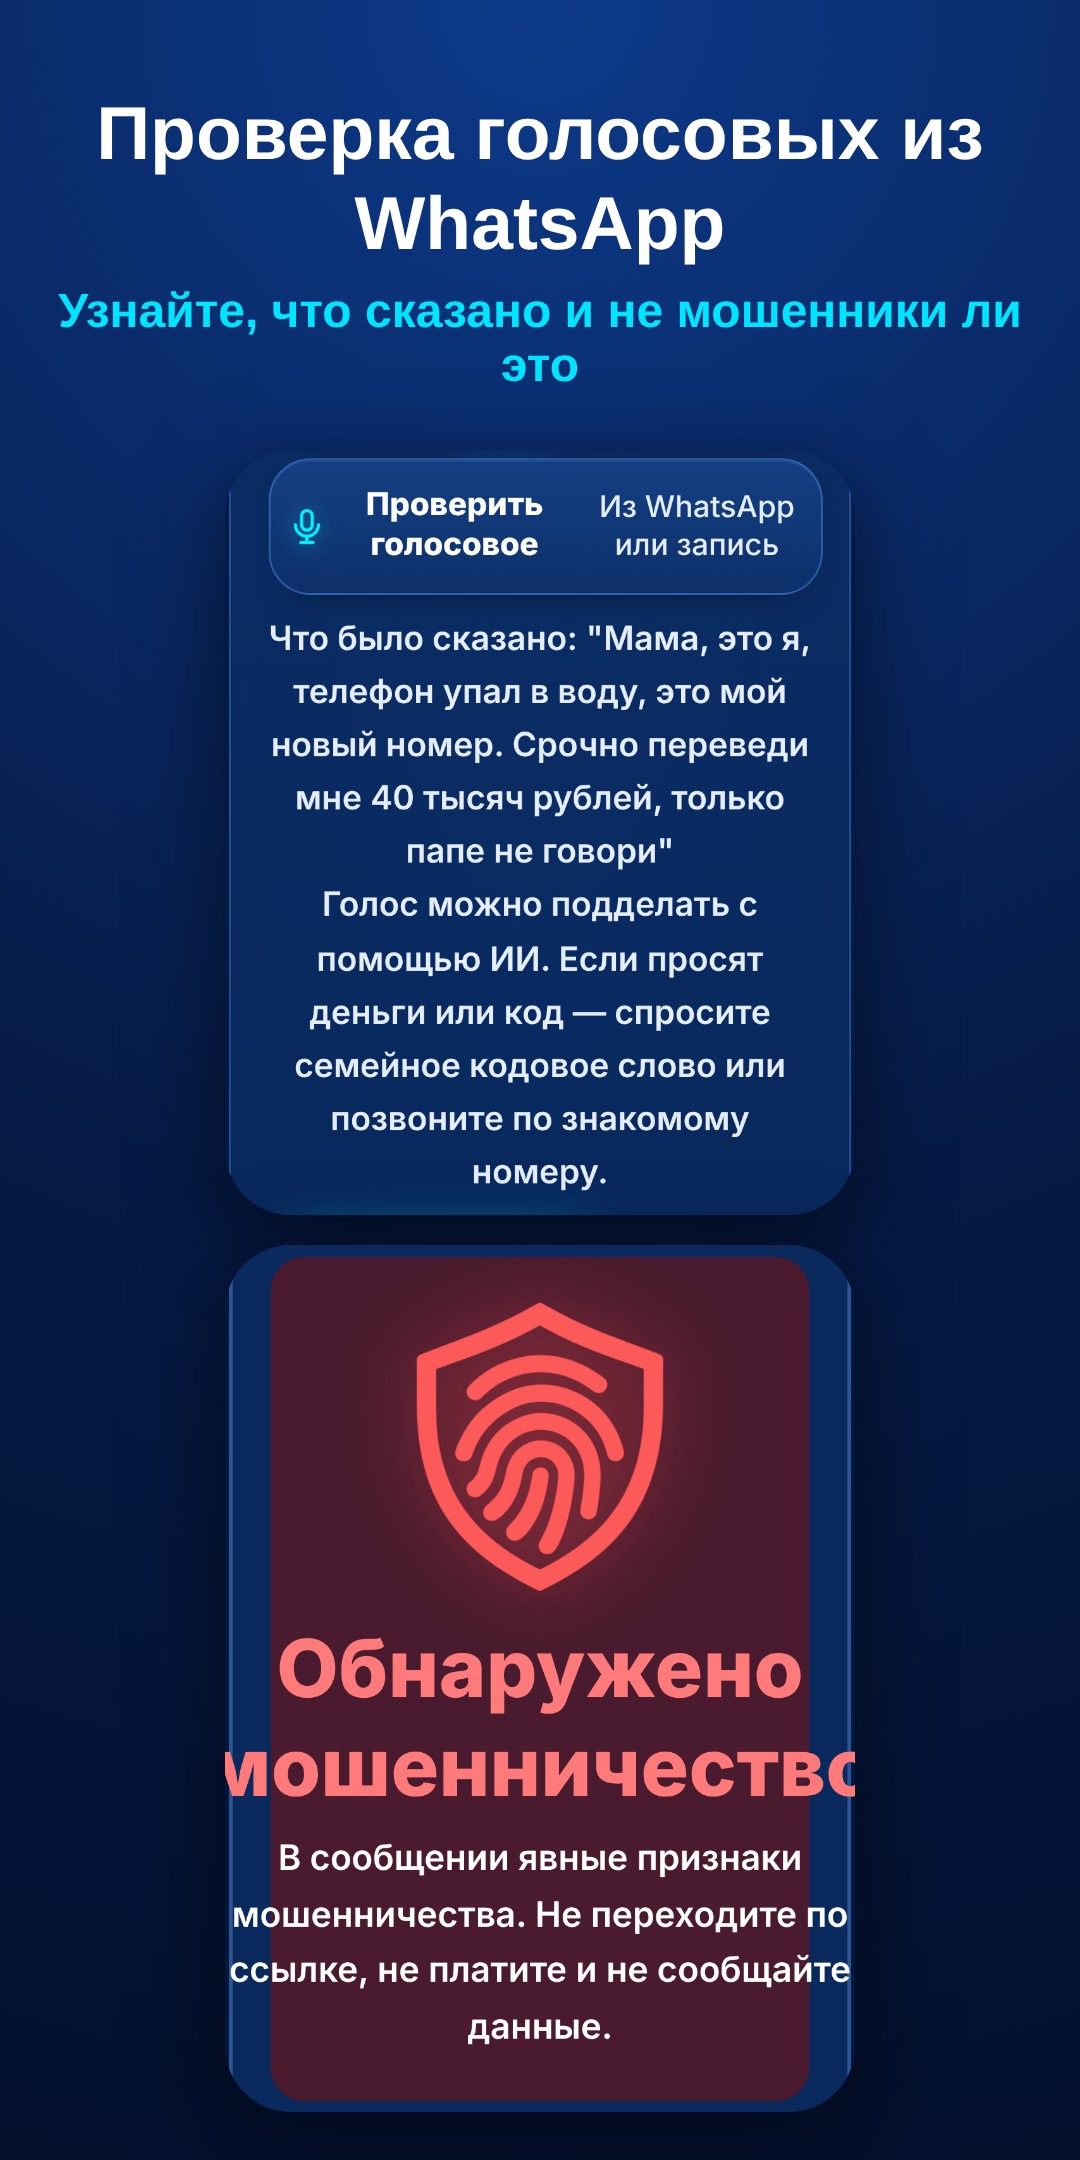 Проверка голосовых из
WhatsApp
Узнайте, что сказано и не мошенники ли
это
Проверить
голосовое
Из WhatsApp
или запись
Что было сказано: "Мама, это я,
телефон упал в воду, это мой
новый номер. Срочно переведи
мне 40 тысяч рублей, только
папе не говори"
Голос можно подделать с
помощью ИИ. Если просят
деньги или код — спросите
семейное кодовое слово или
позвоните по знакомому
номеру.
Обнаружено
мошенничество
В сообщении явные признаки
мошенничества. Не переходите по
ссылке, не платите и не сообщайте
данные.